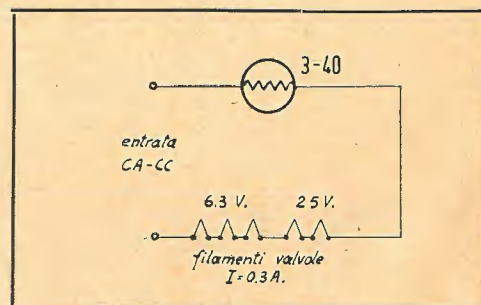 3-40
entrata
CA-CC
6.3 V. 25 V.
filamenti valvole
I=0.3A.